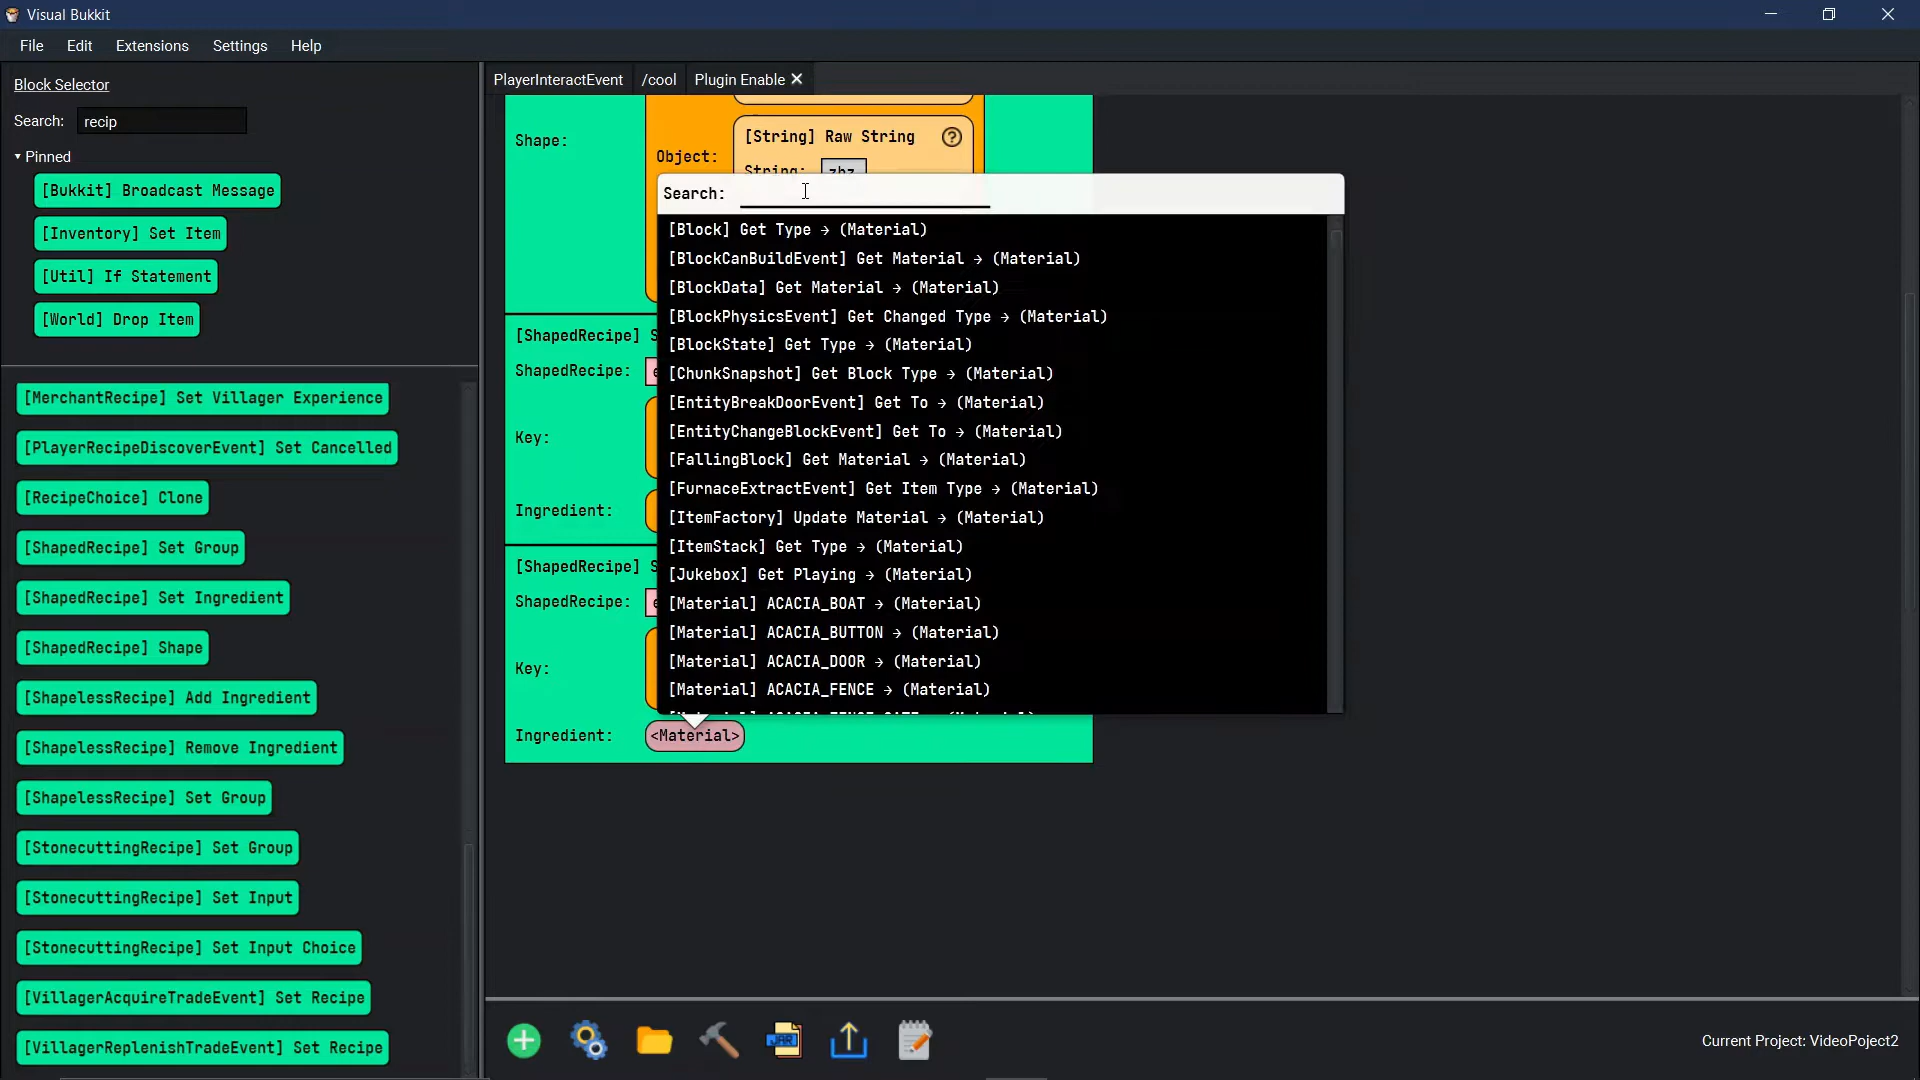 Visual Bukkit
File Edit Extensions Settings Help
Block Selector
Search: recip
Pinned
[Bukkit] Broadcast Message
[Inventory] Set Item
[Util] If Statement
[World] Drop Item
[MerchantRecipe] Set Villager Experience
[PlayerRecipeDiscoverEvent] Set Cancelled
[RecipeChoice] Clone
[ShapedRecipe] Set Group
[ShapedRecipe] Set Ingredient
[ShapedRecipe] Shape
[ShapelessRecipe] Add Ingredient
[ShapelessRecipe] Remove Ingredient
[ShapelessRecipe] Set Group
[StonecuttingRecipe] Set Group
[StonecuttingRecipe] Set Input
[StonecuttingRecipe] Set Input Choice
[VillagerAcquireTradeEvent] Set Recipe
[VillagerReplenishTradeEvent] Set Recipe
PlayerInteractEvent /cool Plugin Enable
Shape:
Object:
[String] Raw String ?
String: zbz
[ShapedRecipe] S
ShapedRecipe:
Key:
Ingredient:
[ShapedRecipe] S
ShapedRecipe:
Key:
Ingredient: <Material>
Search:
[Block] Get Type → (Material)
[BlockCanBuildEvent] Get Material → (Material)
[BlockData] Get Material → (Material)
[BlockPhysicsEvent] Get Changed Type → (Material)
[BlockState] Get Type → (Material)
[ChunkSnapshot] Get Block Type → (Material)
[EntityBreakDoorEvent] Get To → (Material)
[EntityChangeBlockEvent] Get To → (Material)
[FallingBlock] Get Material → (Material)
[FurnaceExtractEvent] Get Item Type → (Material)
[ItemFactory] Update Material → (Material)
[ItemStack] Get Type → (Material)
[Jukebox] Get Playing → (Material)
[Material] ACACIA_BOAT → (Material)
[Material] ACACIA_BUTTON → (Material)
[Material] ACACIA_DOOR → (Material)
[Material] ACACIA_FENCE → (Material)
JAR
Current Project: VideoPoject2